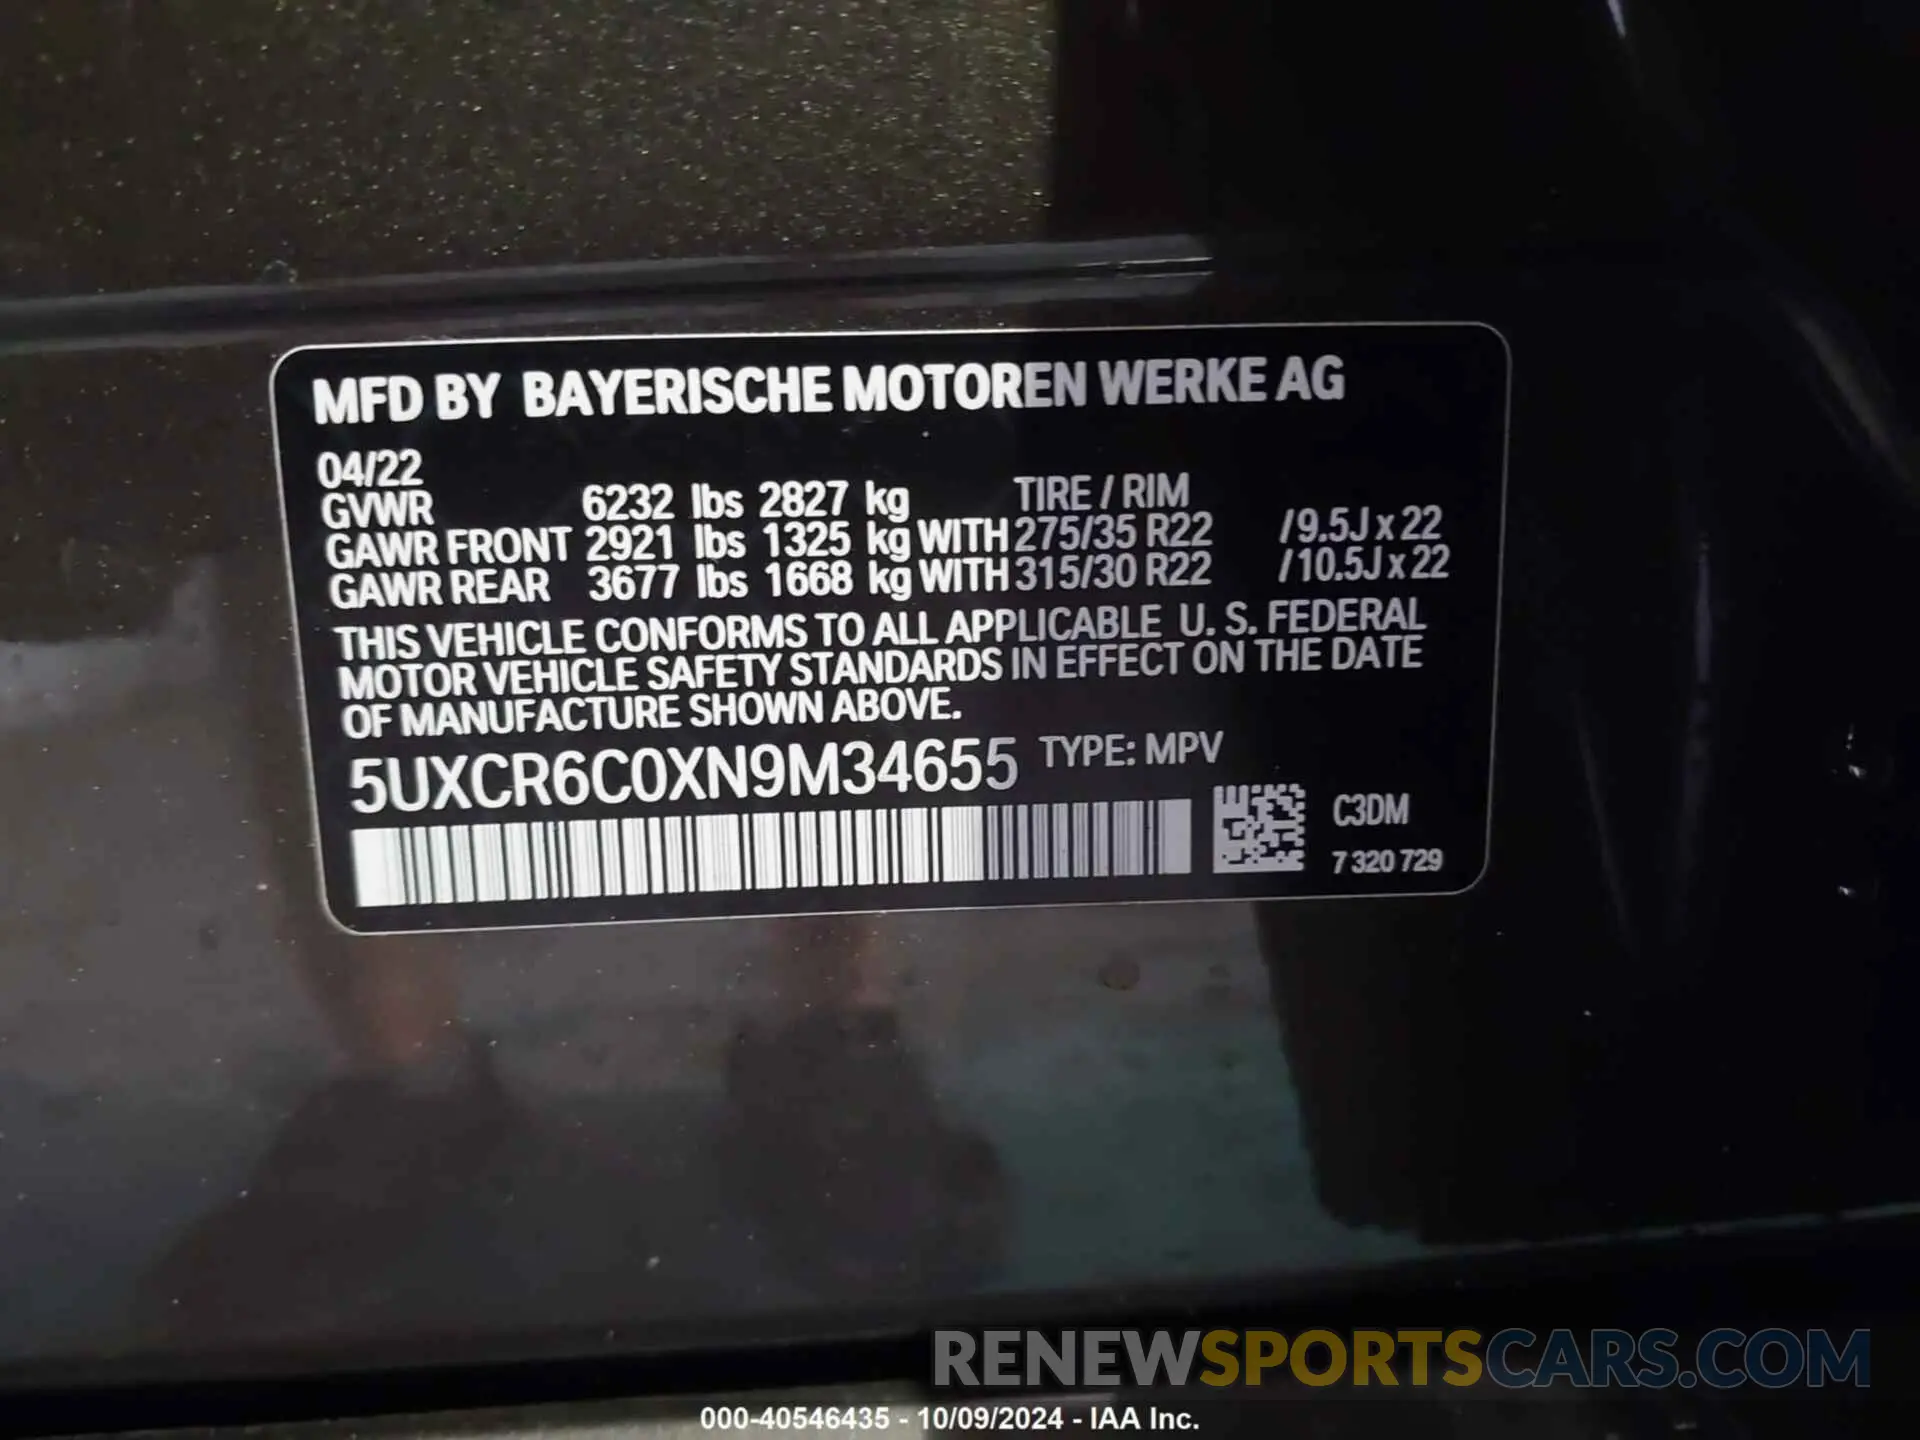 MFD BY BAYERISCHE MOTOREN WERKE AG
04/22
GVWR 6232 lbs 2827 kg TIRE / RIM
GAWR FRONT 2921 lbs 1325 kg WITH 275/35 R22 /9.5J x 22
GAWR REAR 3677 lbs 1668 kg WITH 315/30 R22 /10.5J x 22
THIS VEHICLE CONFORMS TO ALL APPLICABLE U. S. FEDERAL
MOTOR VEHICLE SAFETY STANDARDS IN EFFECT ON THE DATE
OF MANUFACTURE SHOWN ABOVE.
5UXCR6C0XN9M34655 TYPE: MPV
C3DM
7 320 729
RENEWSPORTSCARS.COM
000-40546435 - 10/09/2024 - IAA Inc.